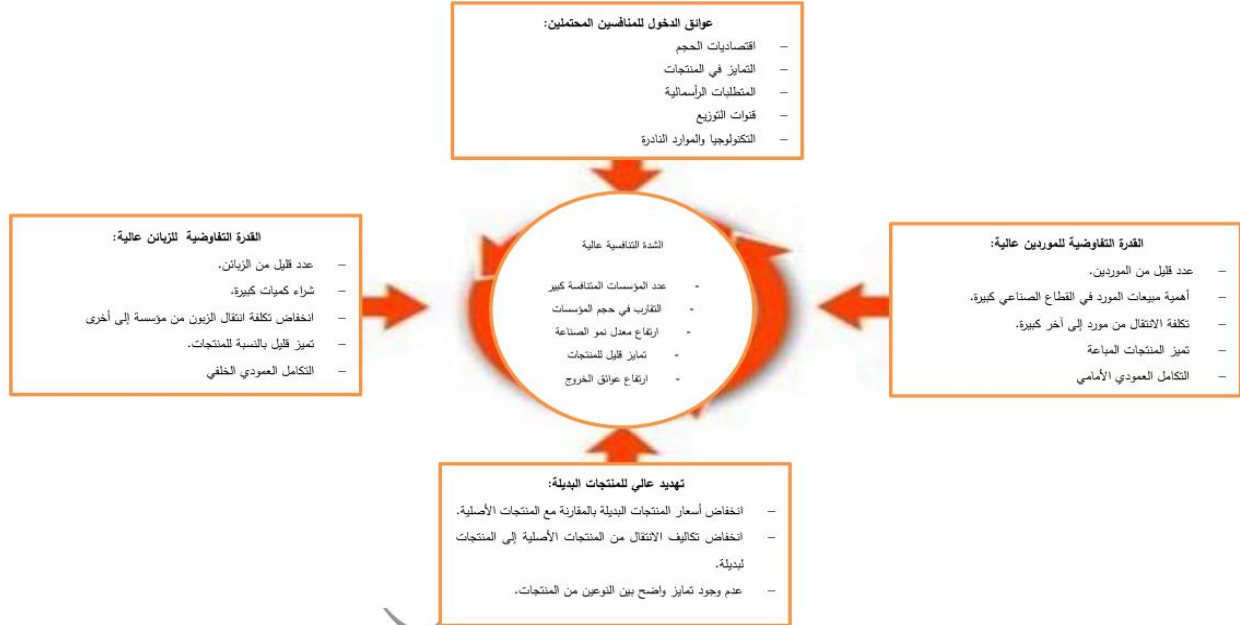 عوائق الدخول للمنافسين المحتملين:
– اقتصاديات الحجم
– التمايز في المنتجات
– المتطلبات الرأسمالية
– قنوات التوزيع
– التكنولوجيا والموارد النادرة
القدرة التفاوضية للموردين عالية:
– عدد قليل من الموردين.
– أهمية مبيعات المورد في القطاع الصناعي كبيرة.
– تكلفة الانتقال من مورد إلى آخر كبيرة.
– تميز المنتجات المباعة
– التكامل العمودي الأمامي
الشدة التنافسية عالية
- عدد المؤسسات المتنافسة كبير
- التقارب في حجم المؤسسات
- ارتفاع معدل نمو الصناعة
- تمايز قليل للمنتجات
- ارتفاع عوائق الخروج
القدرة التفاوضية للزبائن عالية:
– عدد قليل من الزبائن.
– شراء كميات كبيرة.
– انخفاض تكلفة انتقال الزبون من مؤسسة إلى أخرى
– تميز قليل بالنسبة للمنتجات.
– التكامل العمودي الخلفي
تهديد عالي للمنتجات البديلة:
– انخفاض أسعار المنتجات البديلة بالمقارنة مع المنتجات الأصلية.
– انخفاض تكاليف الانتقال من المنتجات الأصلية إلى المنتجات
لبديلة.
– عدم وجود تمايز واضح بين النوعين من المنتجات.